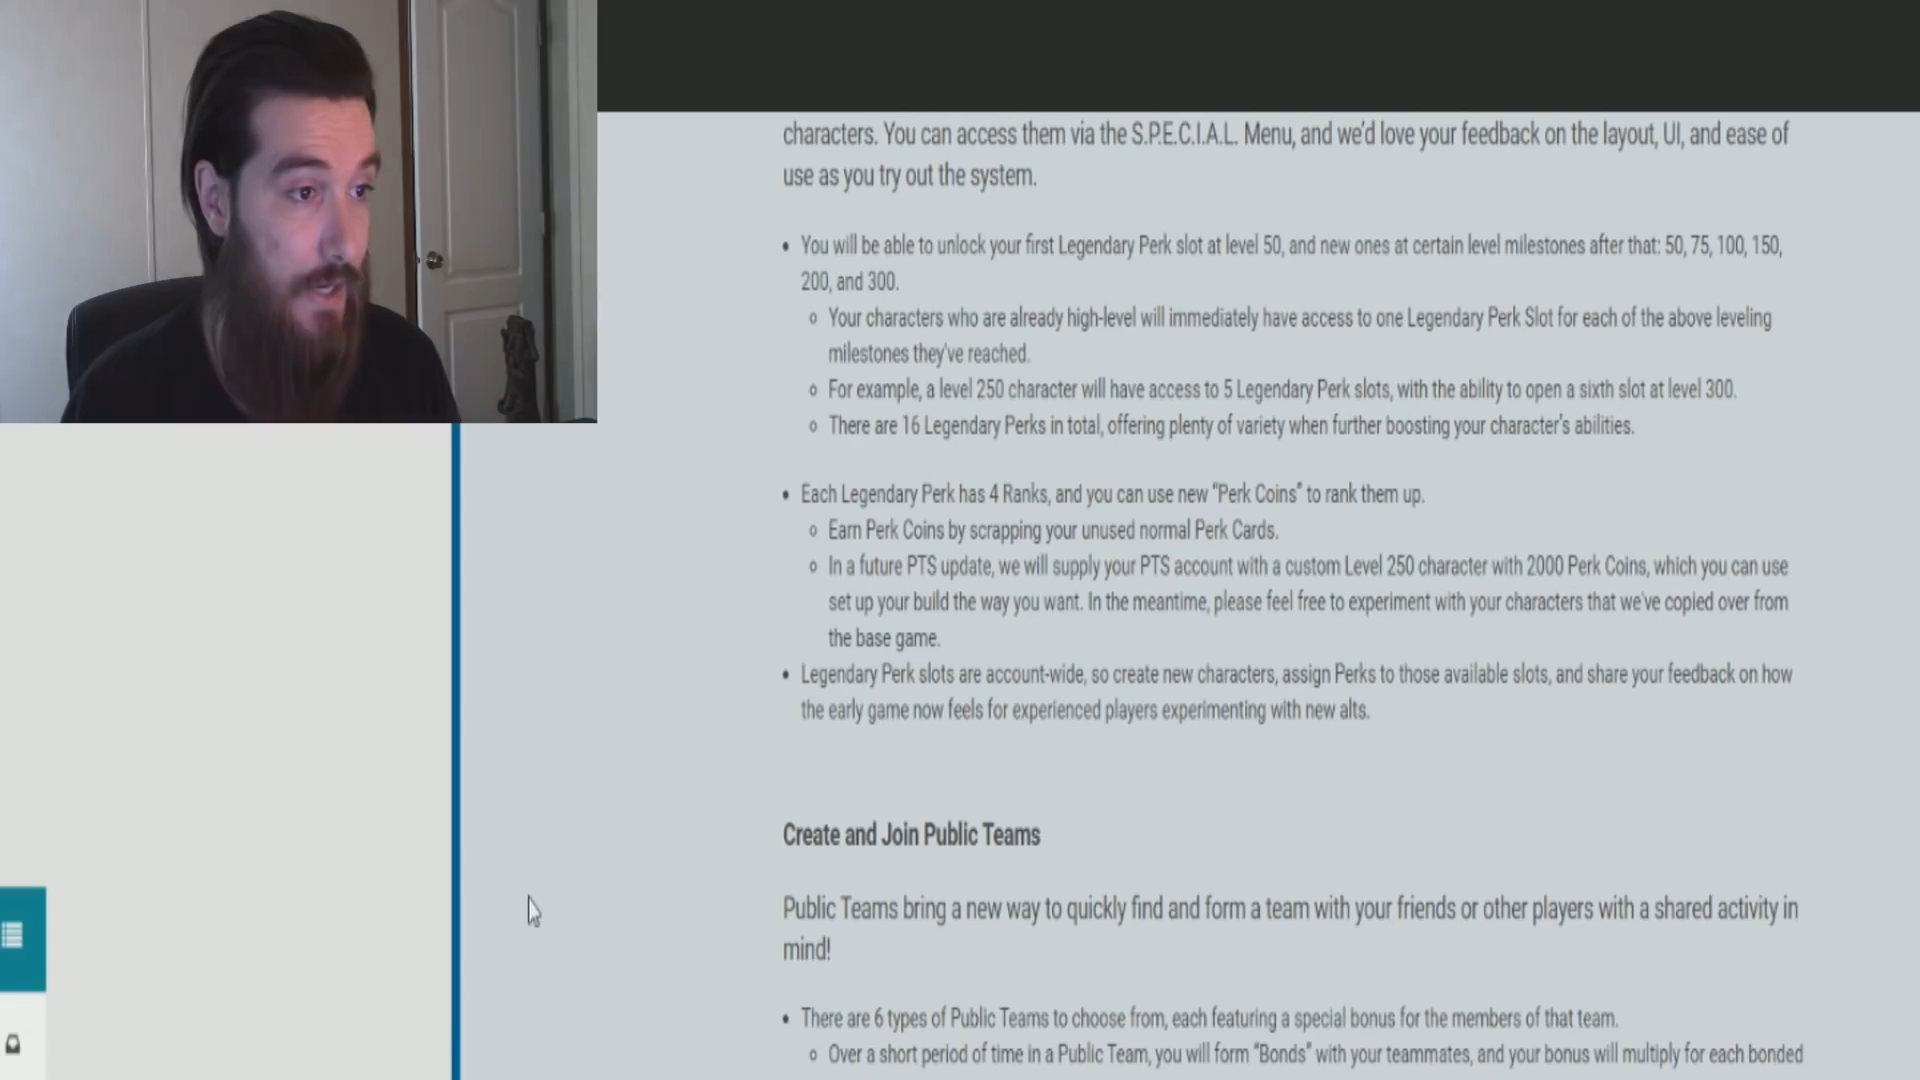 characters. You can access them via the S.P.E.C.I.A.L. Menu, and we'd love your feedback on the layout, UI, and ease of
use as you try out the system.
• You will be able to unlock your first Legendary Perk slot at level 50, and new ones at certain level milestones after that: 50, 75, 100, 150,
200, and 300.
○ Your characters who are already high-level will immediately have access to one Legendary Perk Slot for each of the above leveling
milestones they've reached.
○ For example, a level 250 character will have access to 5 Legendary Perk slots, with the ability to open a sixth slot at level 300.
○ There are 16 Legendary Perks in total, offering plenty of variety when further boosting your character's abilities.
• Each Legendary Perk has 4 Ranks, and you can use new “Perk Coins” to rank them up.
○ Earn Perk Coins by scrapping your unused normal Perk Cards.
○ In a future PTS update, we will supply your PTS account with a custom Level 250 character with 2000 Perk Coins, which you can use
set up your build the way you want. In the meantime, please feel free to experiment with your characters that we've copied over from
the base game.
• Legendary Perk slots are account-wide, so create new characters, assign Perks to those available slots, and share your feedback on how
the early game now feels for experienced players experimenting with new alts.
Create and Join Public Teams
Public Teams bring a new way to quickly find and form a team with your friends or other players with a shared activity in
mind!
• There are 6 types of Public Teams to choose from, each featuring a special bonus for the members of that team.
○ Over a short period of time in a Public Team, you will form “Bonds” with your teammates, and your bonus will multiply for each bonded